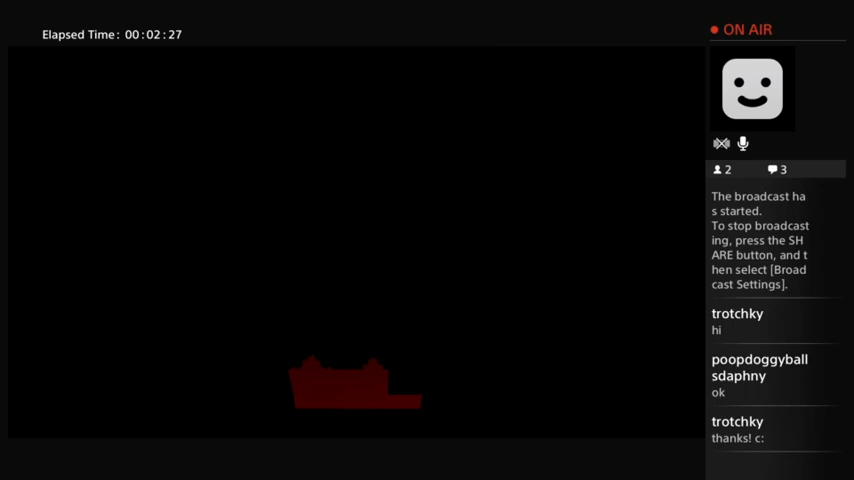 Elapsed Time: 00:02:27
ON AIR
2 3
The broadcast ha
s started.
To stop broadcast
ing, press the SH
ARE button, and t
hen select [Broad
cast Settings].
trotchky
hi
poopdoggyball
sdaphny
ok
trotchky
thanks! c: